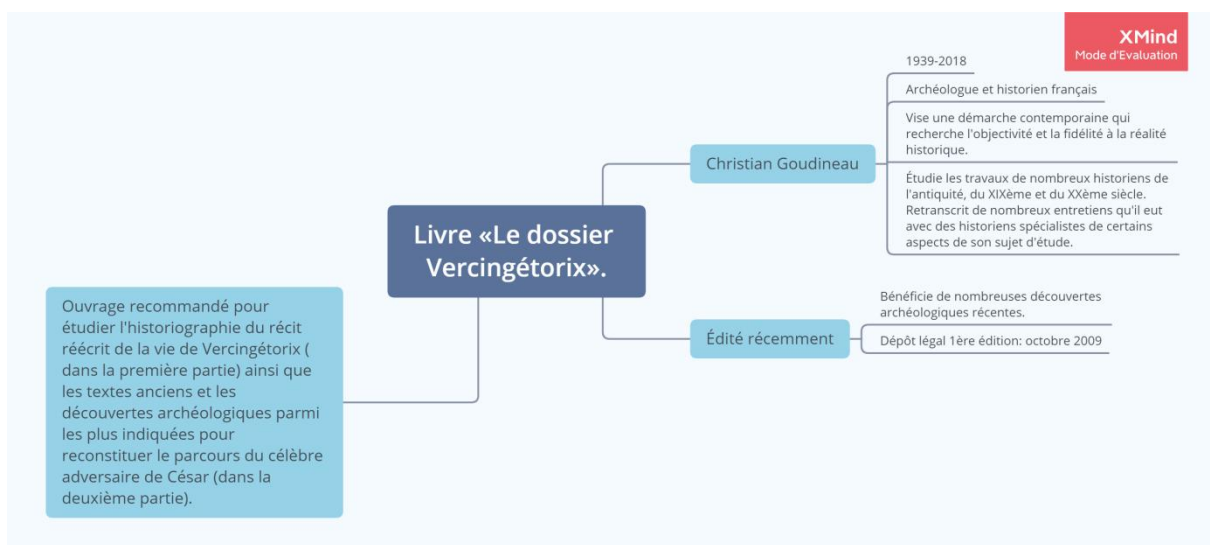 XMind
Mode d'Evaluation
Livre «Le dossier
Vercingétorix».
Christian Goudineau
1939-2018
Archéologue et historien français
Vise une démarche contemporaine qui
recherche l'objectivité et la fidélité à la réalité
historique.
Étudie les travaux de nombreux historiens de
l'antiquité, du XIXème et du XXème siècle.
Retranscrit de nombreux entretiens qu'il eut
avec des historiens spécialistes de certains
aspects de son sujet d'étude.
Édité récemment
Bénéficie de nombreuses découvertes
archéologiques récentes.
Dépôt légal 1ère édition: octobre 2009
Ouvrage recommandé pour
étudier l'historiographie du récit
réécrit de la vie de Vercingétorix (
dans la première partie) ainsi que
les textes anciens et les
découvertes archéologiques parmi
les plus indiquées pour
reconstituer le parcours du célèbre
adversaire de César (dans la
deuxième partie).